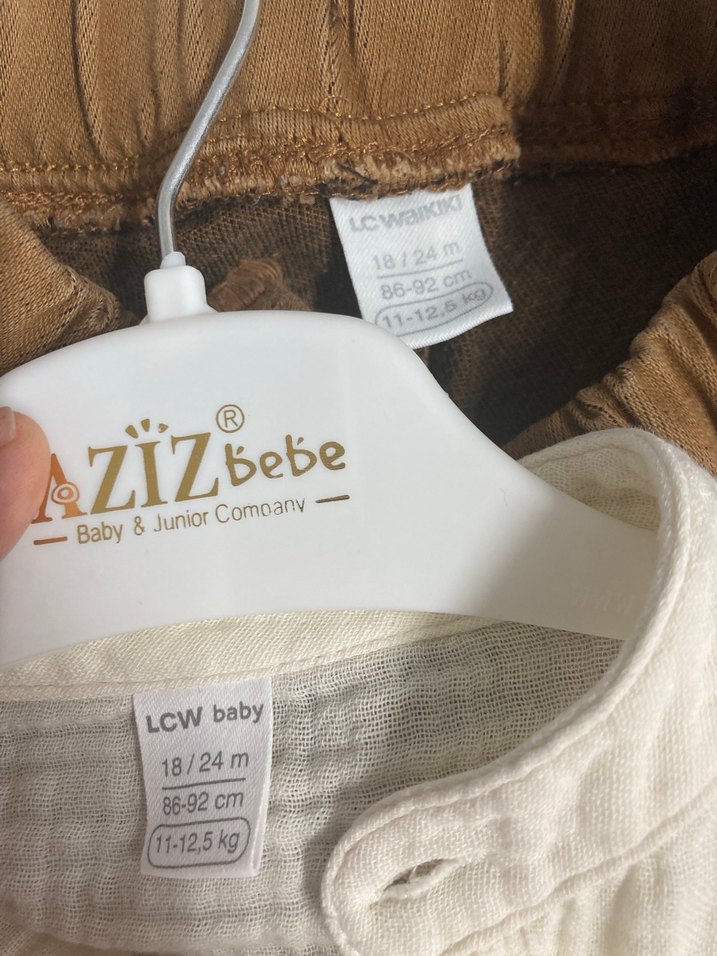 LC WAIKIKI
18 / 24 m
86-92 cm
11-12,5 kg
AZIZ bebe ®
Baby & Junior Company
LCW baby
18 / 24 m
86-92 cm
11-12,5 kg